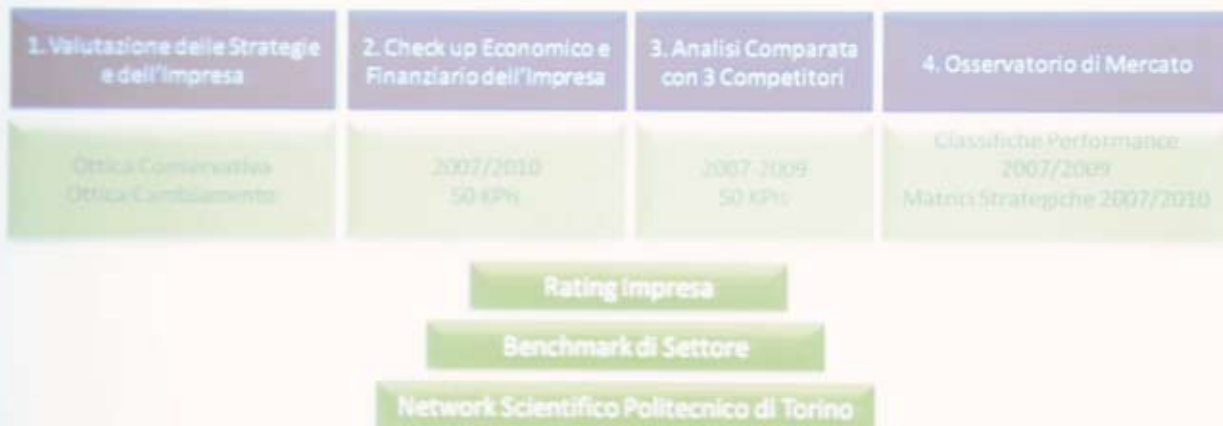 1. Valutazione delle Strategie
e dell'Impresa
2. Check up Economico e
Finanziario dell'Impresa
3. Analisi Comparata
con 3 Competitori
4. Osservatorio di Mercato
Ottica Conservativa
Ottica Cambiamento
2007/2010
50 KPIs
2007-2009
50 KPIs
Classifiche Performance
2007/2009
Matrici Strategiche 2007/2010
Rating Impresa
Benchmark di Settore
Network Scientifico Politecnico di Torino